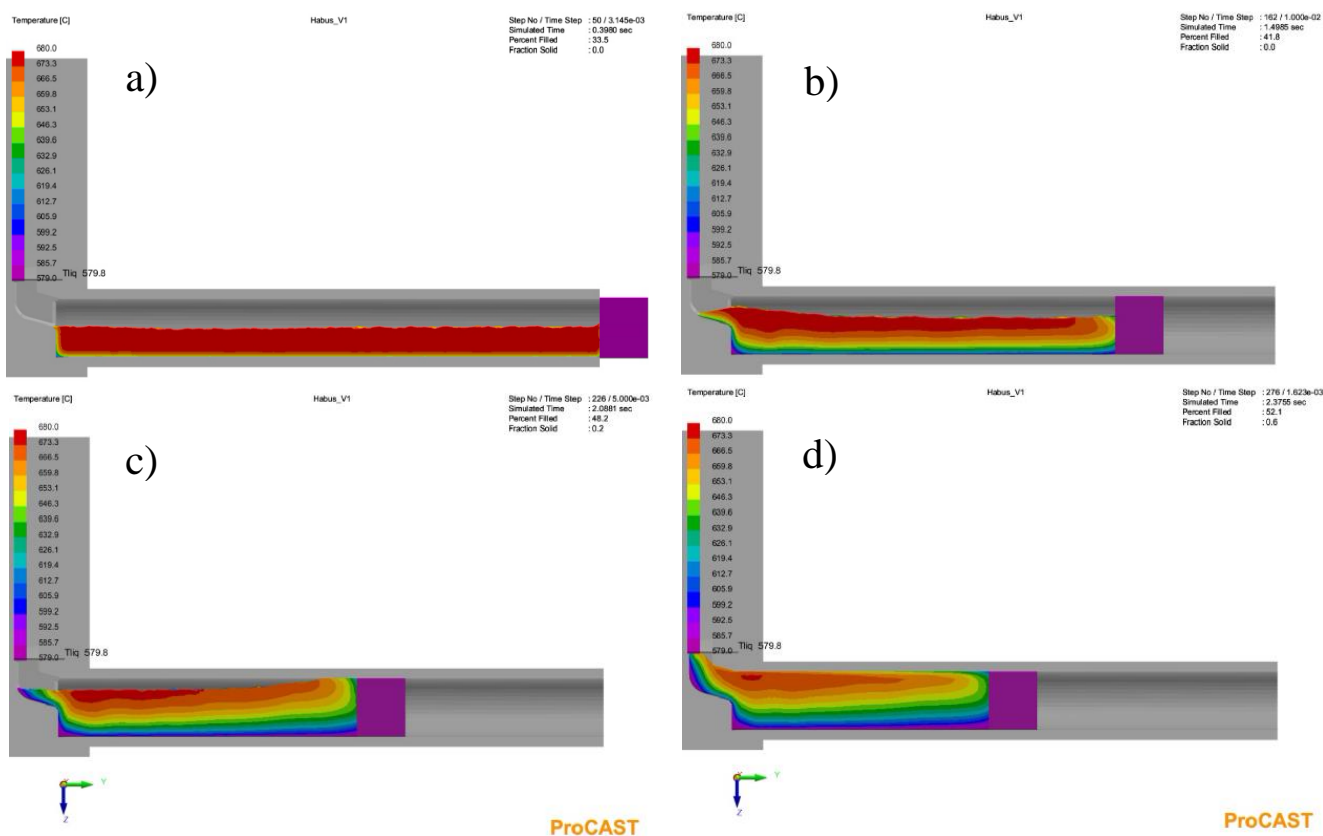 Temperature [C]
Habus_V1
Step No / Time Step : 50 / 3.145e-03
Simulated Time : 0.3980 sec
Percent Filled : 33.5
Fraction Solid : 0.0
680.0
673.3
666.5
659.8
653.1
646.3
639.6
632.9
626.1
619.4
612.7
605.9
599.2
592.5
585.7
579.0
Tliq 579.8
a)
Temperature [C]
Habus_V1
Step No / Time Step : 162 / 1.000e-02
Simulated Time : 1.4985 sec
Percent Filled : 41.8
Fraction Solid : 0.0
680.0
673.3
666.5
659.8
653.1
646.3
639.6
632.9
626.1
619.4
612.7
605.9
599.2
592.5
585.7
579.0
Tliq 579.8
b)
Temperature [C]
Habus_V1
Step No / Time Step : 226 / 5.000e-03
Simulated Time : 2.0881 sec
Percent Filled : 48.2
Fraction Solid : 0.2
680.0
673.3
666.5
659.8
653.1
646.3
639.6
632.9
626.1
619.4
612.7
605.9
599.2
592.5
585.7
579.0
Tliq 579.8
c)
X
Y
Z
ProCAST
Temperature [C]
Habus_V1
Step No / Time Step : 276 / 1.623e-03
Simulated Time : 2.3755 sec
Percent Filled : 52.1
Fraction Solid : 0.6
680.0
673.3
666.5
659.8
653.1
646.3
639.6
632.9
626.1
619.4
612.7
605.9
599.2
592.5
585.7
579.0
Tliq 579.8
d)
X
Y
Z
ProCAST